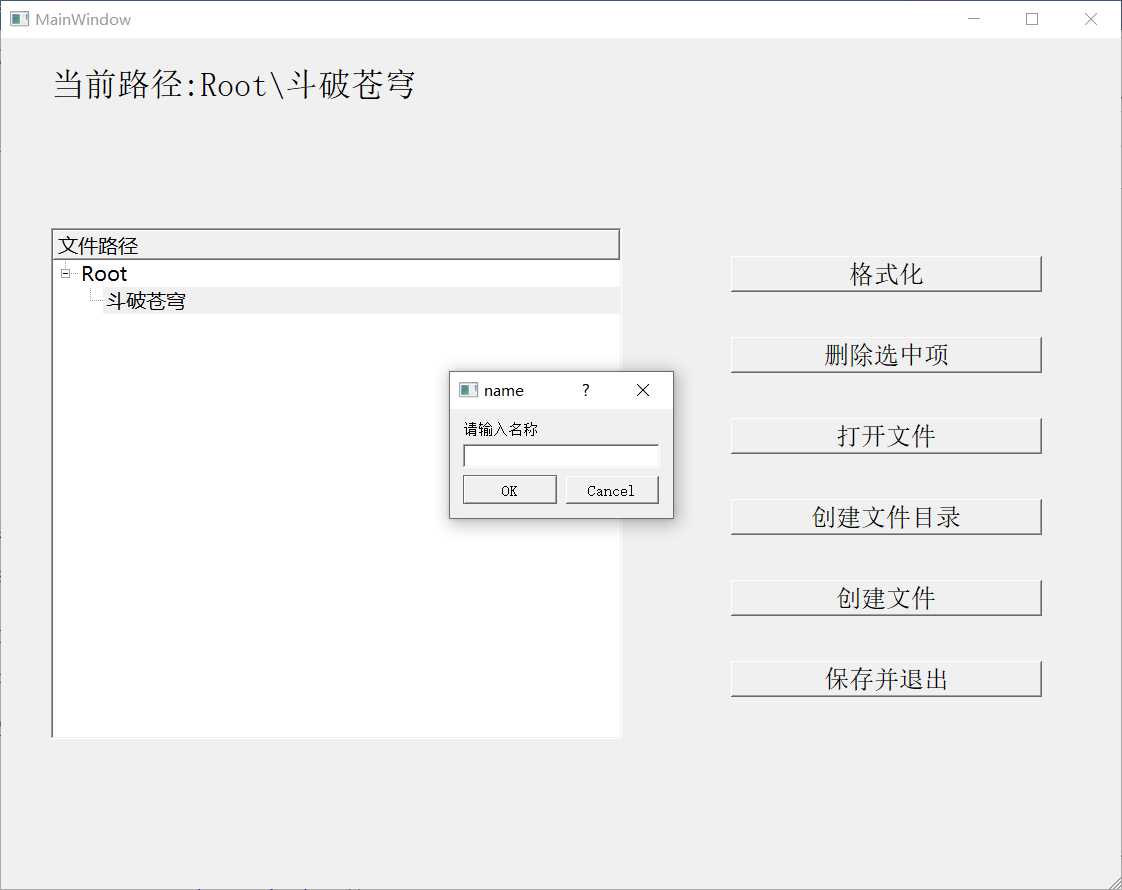 MainWindow
当前路径:Root\斗破苍穹
文件路径
Root
斗破苍穹
name
?
请输入名称
OK
Cancel
格式化
删除选中项
打开文件
创建文件目录
创建文件
保存并退出